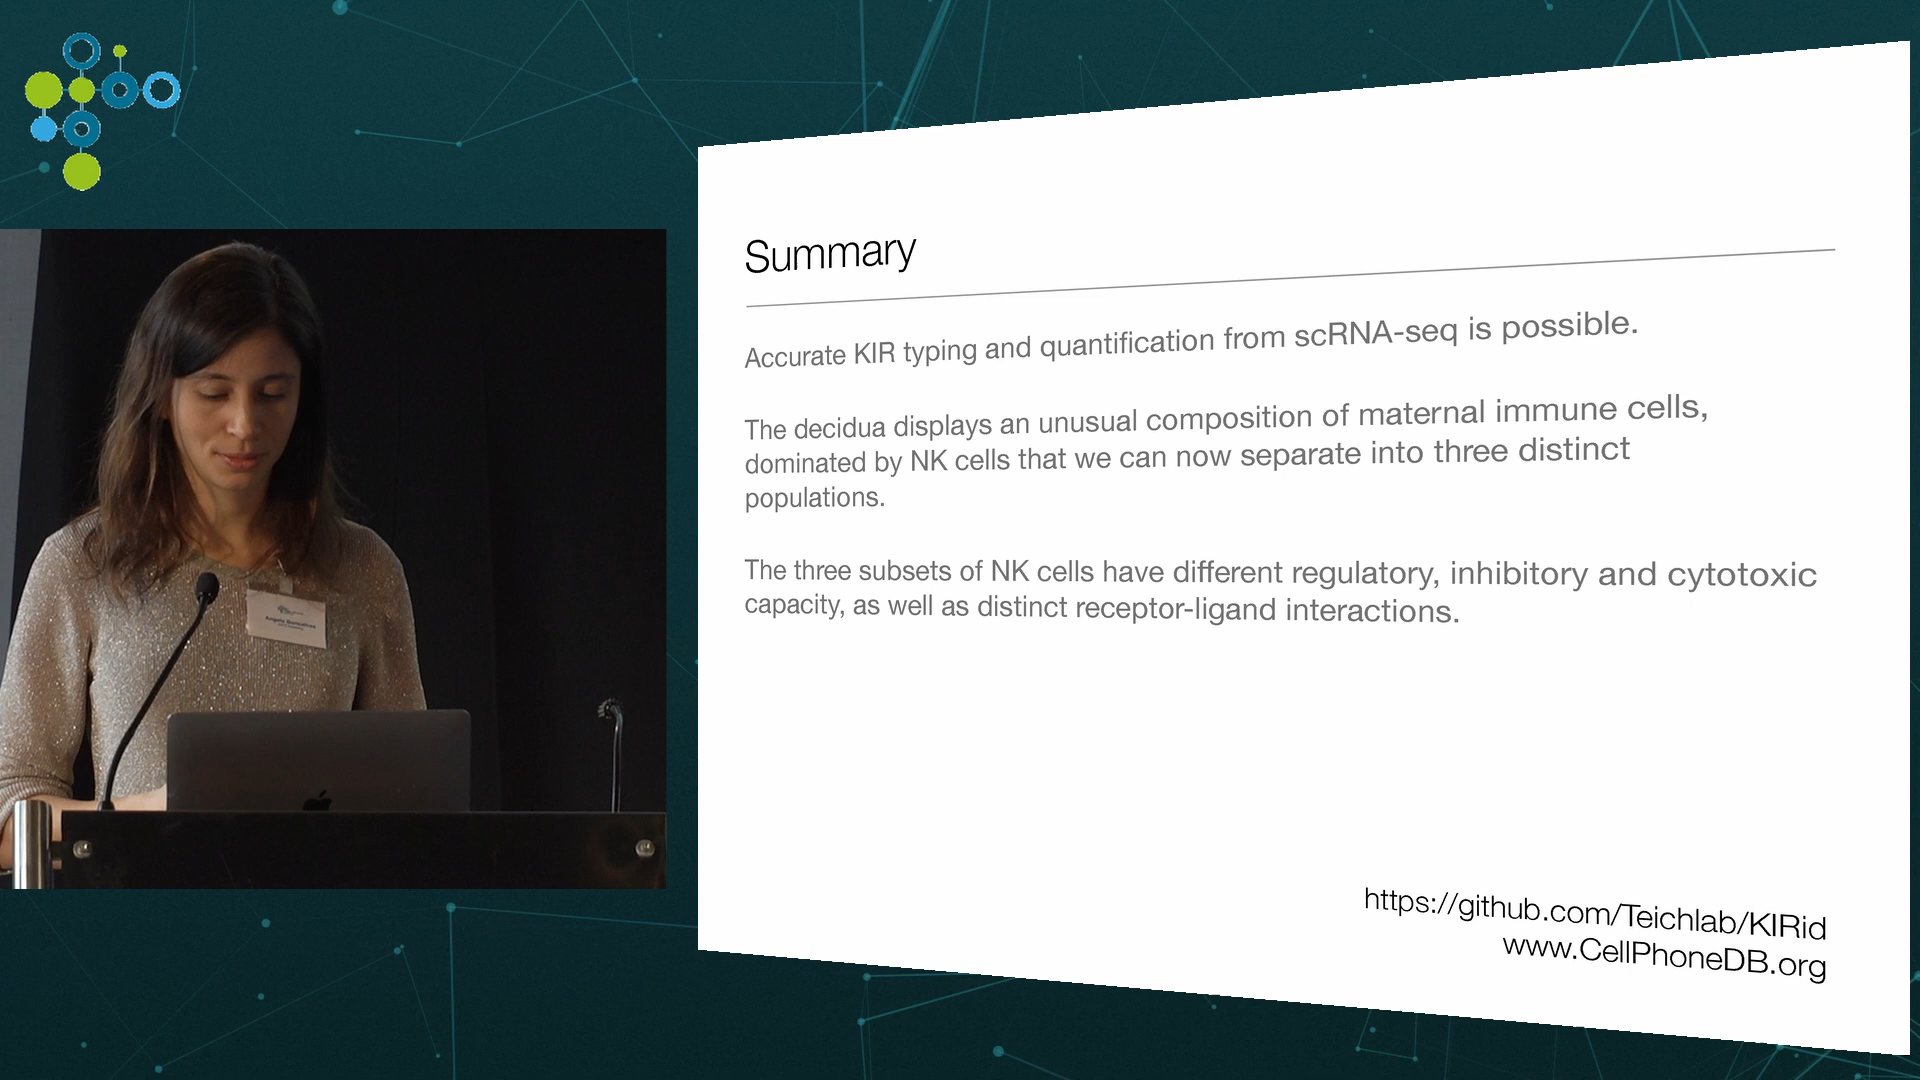 Summary
Accurate KIR typing and quantification from scRNA-seq is possible.
The decidua displays an unusual composition of maternal immune cells,
dominated by NK cells that we can now separate into three distinct
populations.
The three subsets of NK cells have different regulatory, inhibitory and cytotoxic
capacity, as well as distinct receptor-ligand interactions.
https://github.com/Teichlab/KIRid
www.CellPhoneDB.org
Angela Goncalves